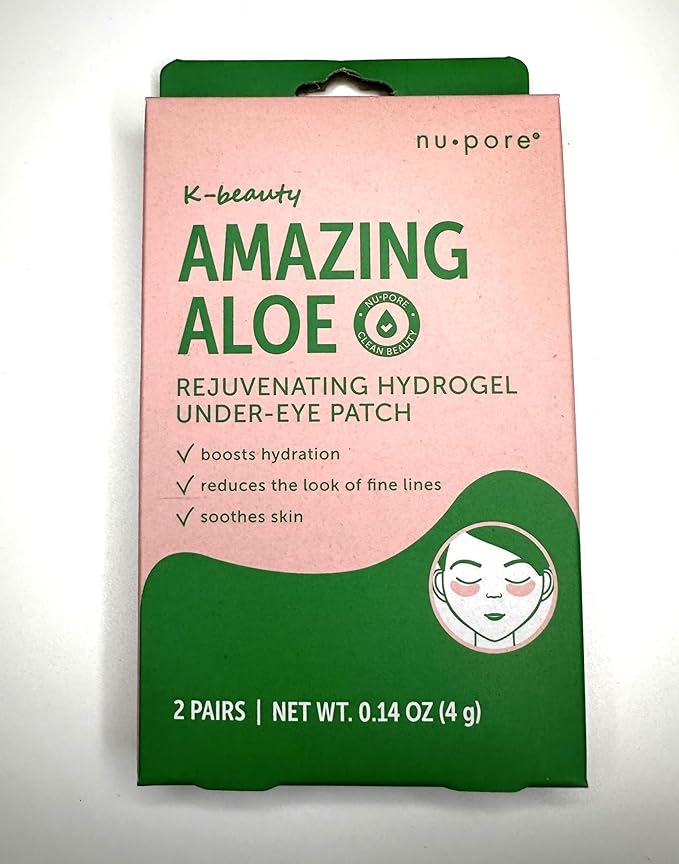 nu•pore®
K-beauty
AMAZING
ALOE
NU•PORE
CLEAN BEAUTY
REJUVENATING HYDROGEL
UNDER-EYE PATCH
boosts hydration
reduces the look of fine lines
soothes skin
2 PAIRS | NET WT. 0.14 OZ (4 g)